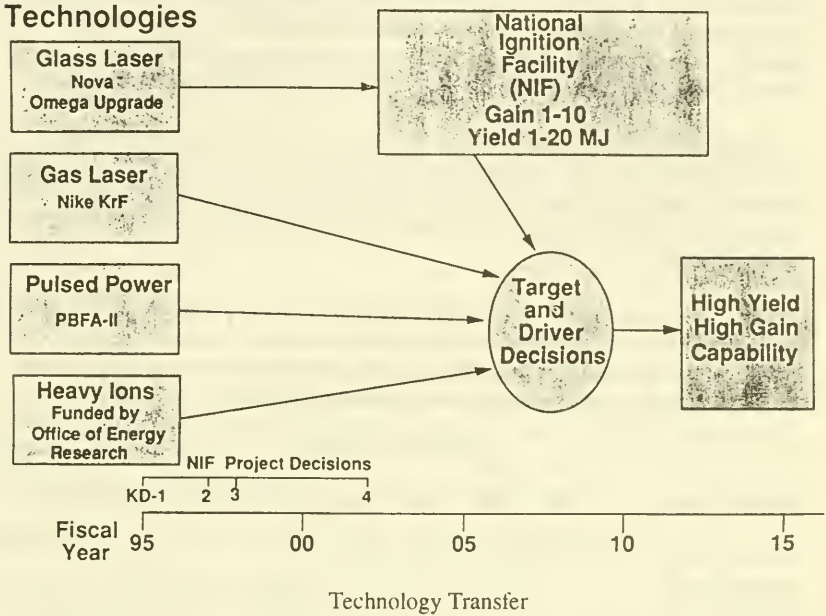 Technologies
Glass Laser
Nova
Omega Upgrade
National
Ignition
Facility
(NIF)
Gain 1-10
Yield 1-20 MJ
Gas Laser
Nike KrF
Pulsed Power
PBFA-II
Target
and
Driver
Decisions
High Yield
High Gain
Capability
Heavy Ions
Funded by
Office of Energy
Research
NIF Project Decisions
KD-1 2 3 4
Fiscal
Year
95 00 05 10 15
Technology Transfer